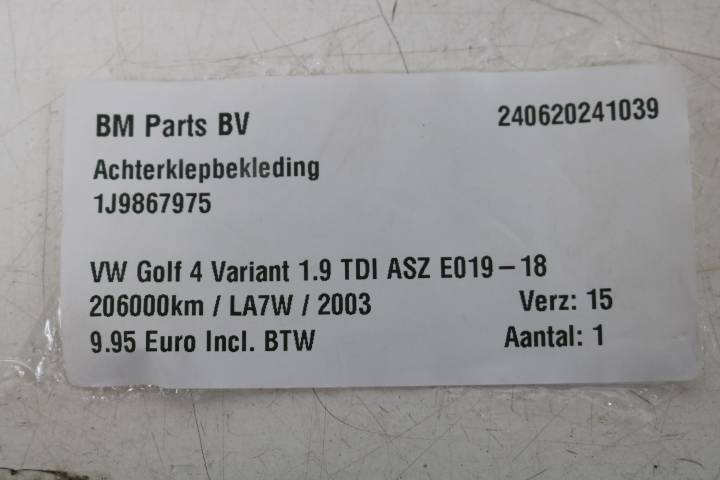 BM Parts BV 240620241039
Achterklepbekleding
1J9867975
VW Golf 4 Variant 1.9 TDI ASZ E019-18
206000km / LA7W / 2003 Verz: 15
9.95 Euro Incl. BTW Aantal: 1